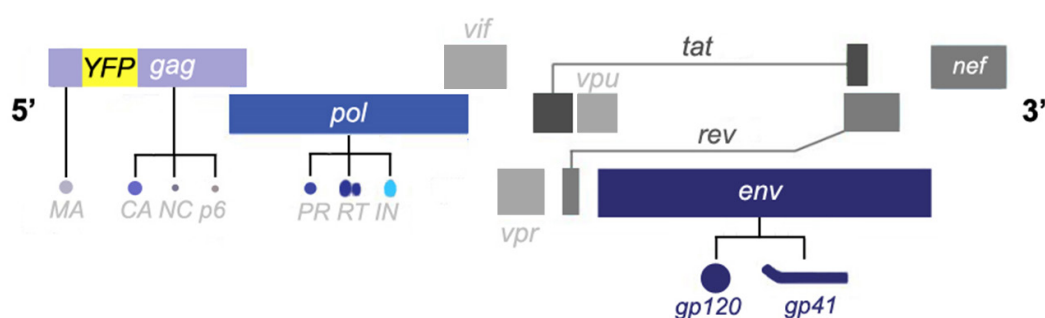 vif
tat
YFP gag
nef
vpu
5’
pol
3’
rev
env
MA
CA NC p6
PR RT IN
vpr
gp120
gp41